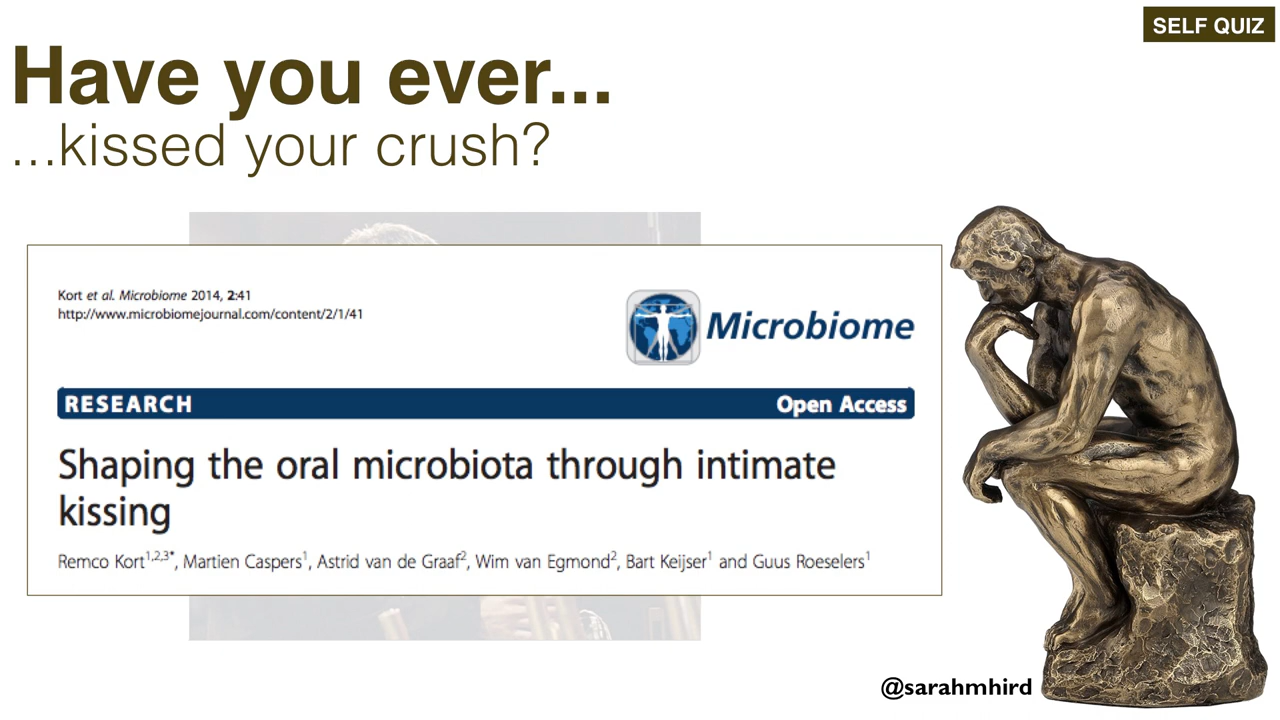 SELF QUIZ
Have you ever...
...kissed your crush?
Kort et al. Microbiome 2014, 2:41
http://www.microbiomejournal.com/content/2/1/41
Microbiome
RESEARCH Open Access
Shaping the oral microbiota through intimate
kissing
Remco Kort1,2,3*, Martien Caspers1, Astrid van de Graaf2, Wim van Egmond2, Bart Keijser1 and Guus Roeselers1
@sarahmhird